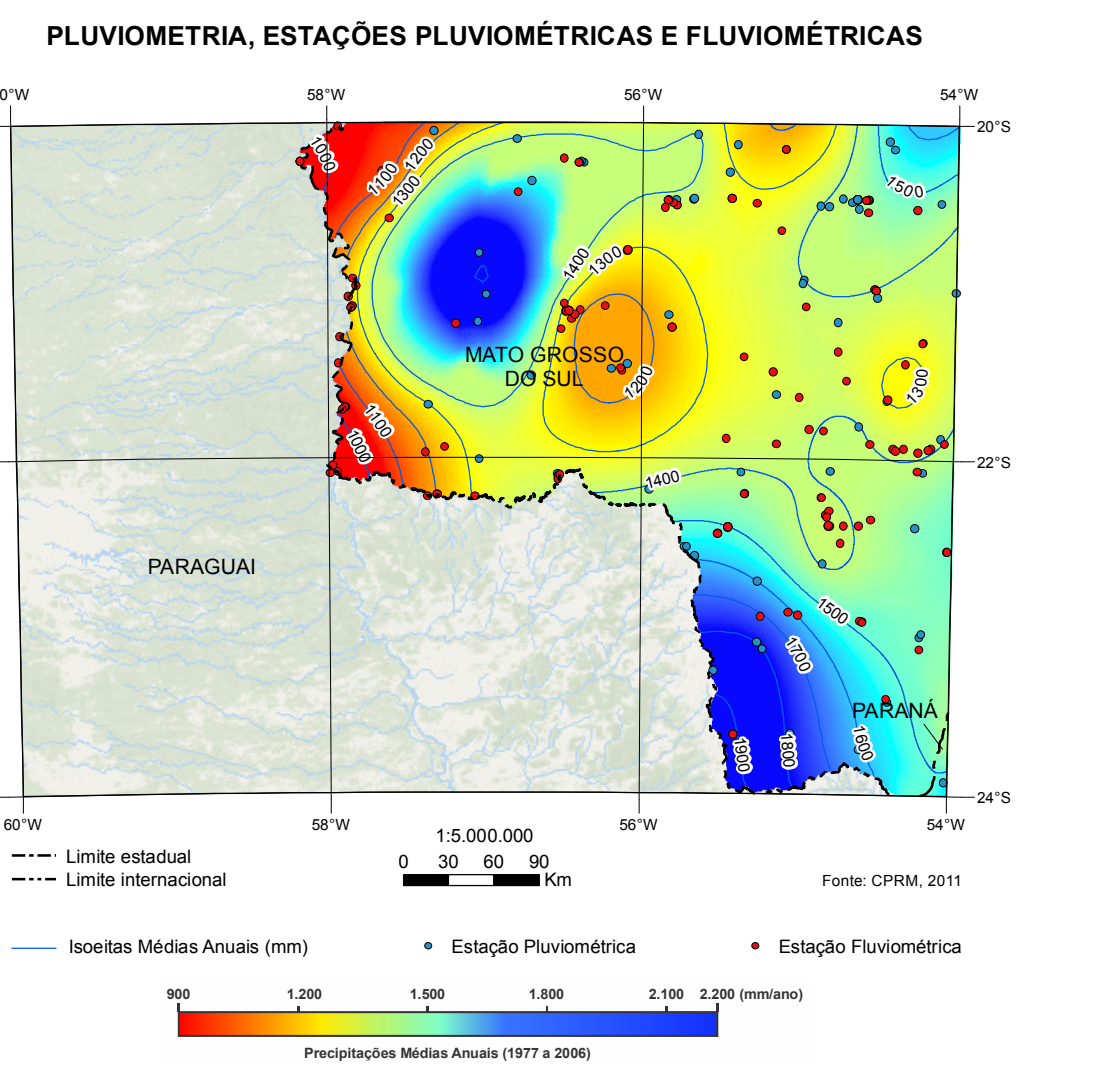 PLUVIOMETRIA, ESTAÇÕES PLUVIOMÉTRICAS E FLUVIOMÉTRICAS
0°W 58°W 56°W 54°W
20°S
1000
1100
1200
1300
1500
1400
1300
MATO GROSSO
DO SUL
1200
1300
1100
1000
22°S
1400
PARAGUAI
1500
1700
PARANÁ
1900
1800
1600
24°S
60°W 58°W 56°W 54°W
1:5.000.000
Limite estadual
0 30 60 90
Limite internacional
Km
Fonte: CPRM, 2011
Isoeitas Médias Anuais (mm)
Estação Pluviométrica
Estação Fluviométrica
900 1.200 1.500 1.800 2.100 2.200 (mm/ano)
Precipitações Médias Anuais (1977 a 2006)